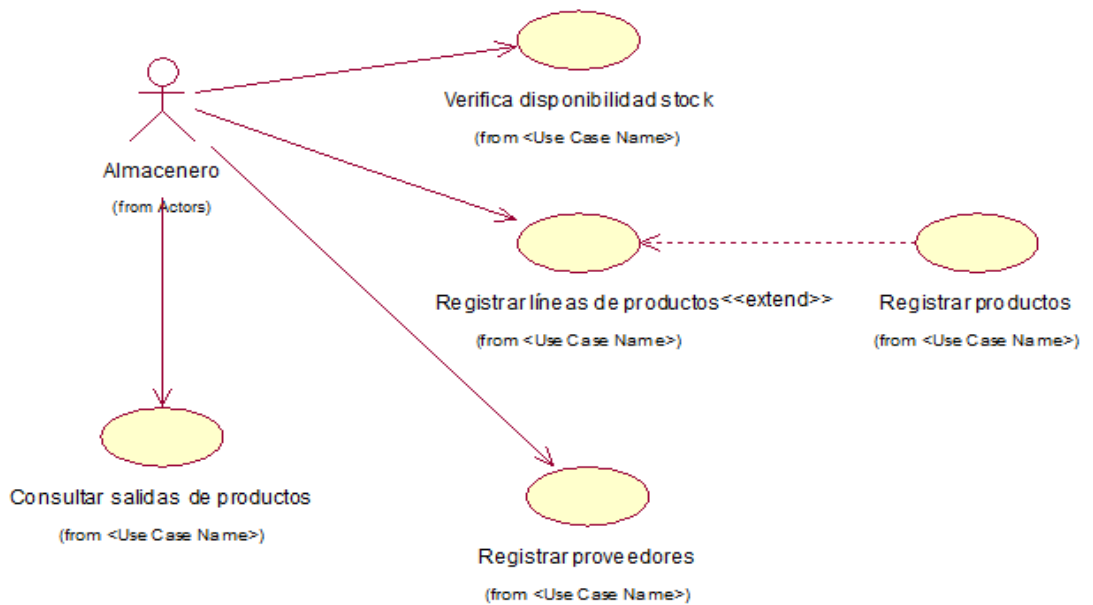 Verifica disponibilidad stock
(from <Use Case Name>)
Almacenero
(from Actors)
Registrar líneas de productos
<<extend>>
Registrar productos
(from <Use Case Name>)
(from <Use Case Name>)
Consultar salidas de productos
(from <Use Case Name>)
Registrar proveedores
(from <Use Case Name>)